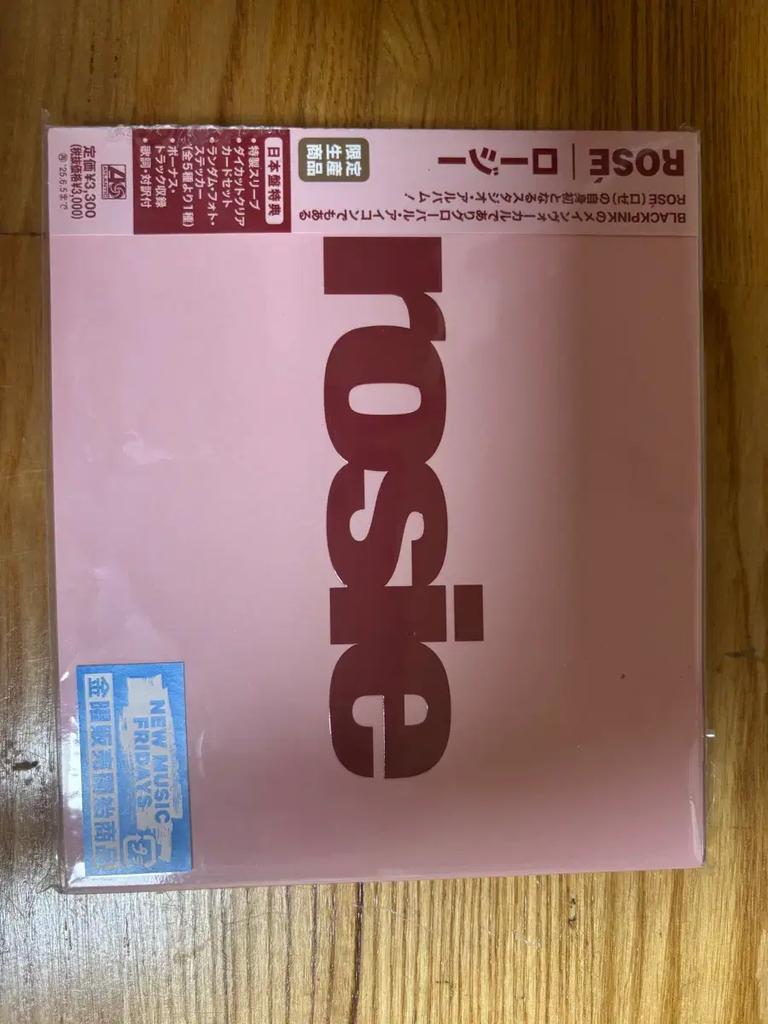 ROSÉ | ロージー
BLACKPINKのメインヴォーカルでありグローバル・アイコンでもある
ROSÉ(ロゼ)の自身初となるスタジオ・アルバム!
限定
生産
商品
日本盤特典
・特製スリーブ
・ダイカットクリア
カードセット
・ランダム・フォト・
ステッカー
(全5種より1種)
・ボーナス・
トラック収録
・歌詞・対訳付
ATLANTIC
定価¥3,300
(税抜価格¥3,000)
'25.6.5まで
rosie
NEW MUSIC
FRIDAYS
金曜販売開始商品